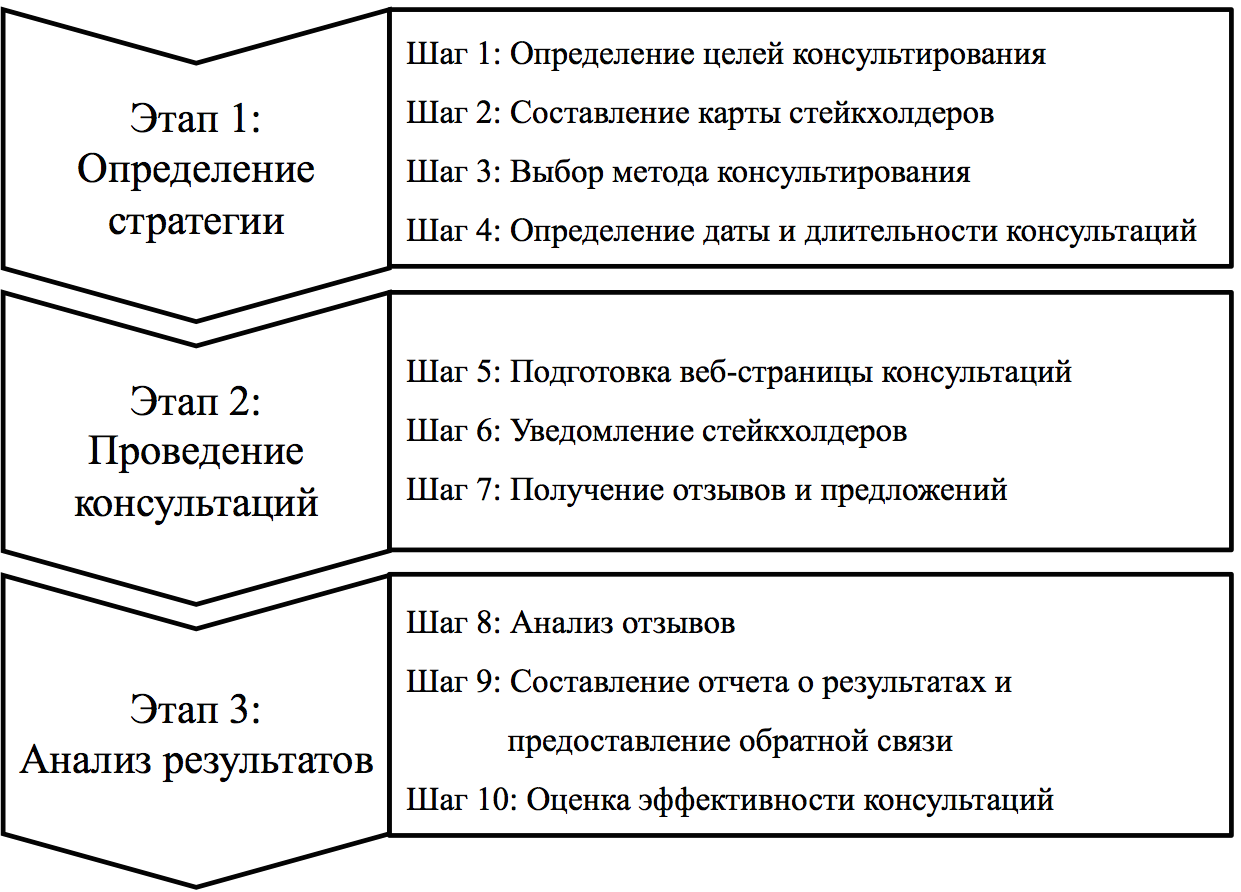 Этап 1:
Определение
стратегии
Шаг 1: Определение целей консультирования
Шаг 2: Составление карты стейкхолдеров
Шаг 3: Выбор метода консультирования
Шаг 4: Определение даты и длительности консультаций
Этап 2:
Проведение
консультаций
Шаг 5: Подготовка веб-страницы консультаций
Шаг 6: Уведомление стейкхолдеров
Шаг 7: Получение отзывов и предложений
Этап 3:
Анализ результатов
Шаг 8: Анализ отзывов
Шаг 9: Составление отчета о результатах и
предоставление обратной связи
Шаг 10: Оценка эффективности консультаций